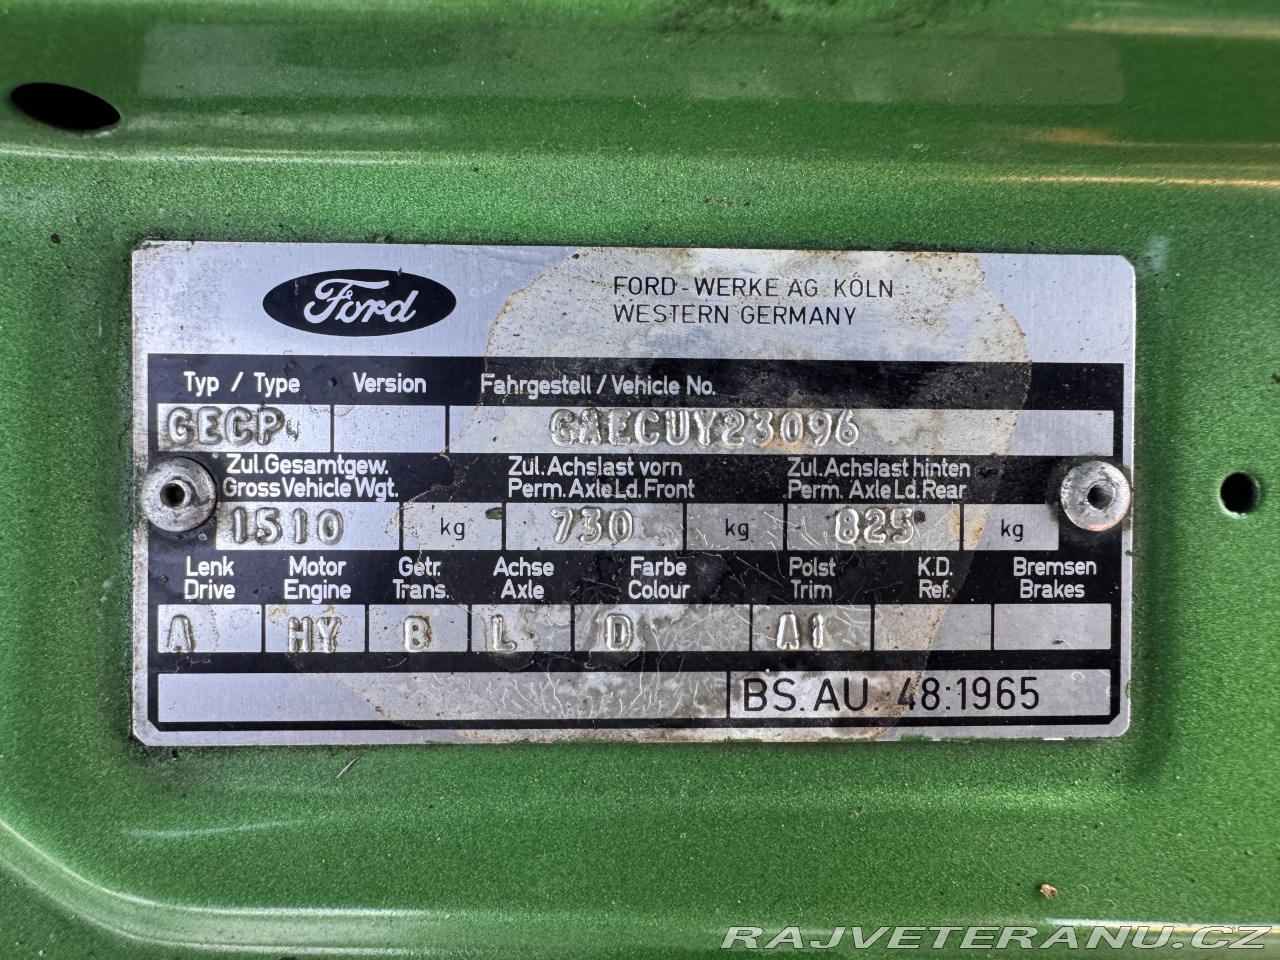 Ford
FORD-WERKE AG KÖLN
WESTERN GERMANY
Typ / Type Version Fahrgestell / Vehicle No.
GECP GAECUY23096
Zul.Gesamtgew. Zul.Achslast vorn Zul.Achslast hinten
Gross Vehicle Wgt. Perm.Axle Ld.Front Perm.Axle Ld.Rear
1510 kg 730 kg 825 kg
Lenk Motor Getr. Achse Farbe Polst K.D. Bremsen
Drive Engine Trans. Axle Colour Trim Ref. Brakes
A HY B L D A1
BS.AU. 48:1965
RAJVETERANU.CZ